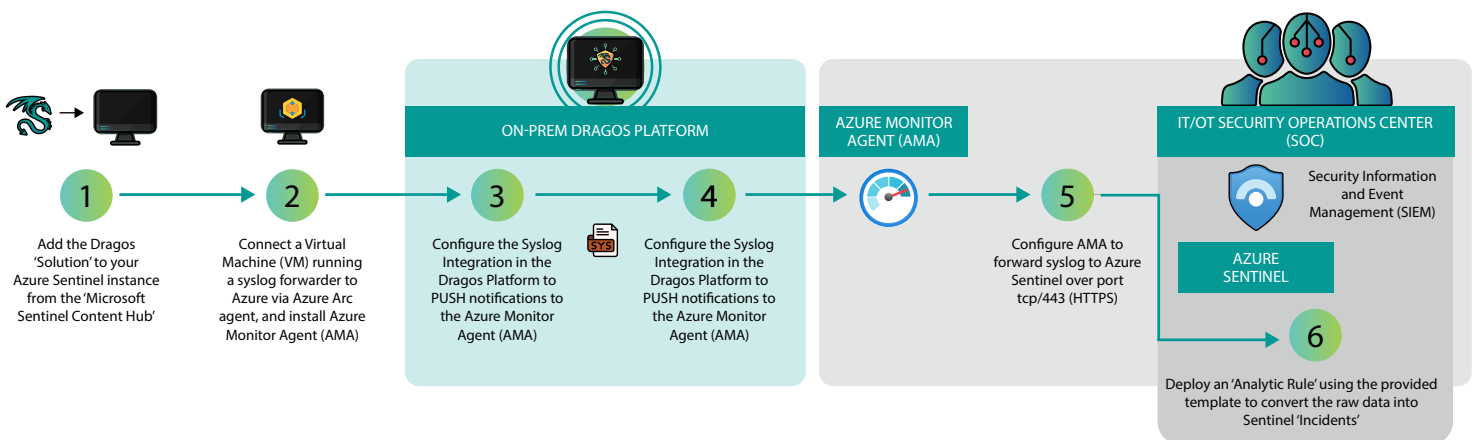 ON-PREM DRAGOS PLATFORM
AZURE MONITOR
AGENT (AMA)
IT/OT SECURITY OPERATIONS CENTER
(SOC)
1
Add the Dragos
‘Solution’ to your
Azure Sentinel instance
from the ‘Microsoft
Sentinel Content Hub’
2
Connect a Virtual
Machine (VM) running
a syslog forwarder to
Azure via Azure Arc
agent, and install Azure
Monitor Agent (AMA)
3
Configure the Syslog
Integration in the
Dragos Platform to
PUSH notifications to
the Azure Monitor
Agent (AMA)
SYS
4
Configure the Syslog
Integration in the
Dragos Platform to
PUSH notifications to
the Azure Monitor
Agent (AMA)
5
Configure AMA to
forward syslog to Azure
Sentinel over port
tcp/443 (HTTPS)
Security Information
and Event
Management (SIEM)
AZURE
SENTINEL
6
Deploy an ‘Analytic Rule’ using the provided
template to convert the raw data into
Sentinel ‘Incidents’